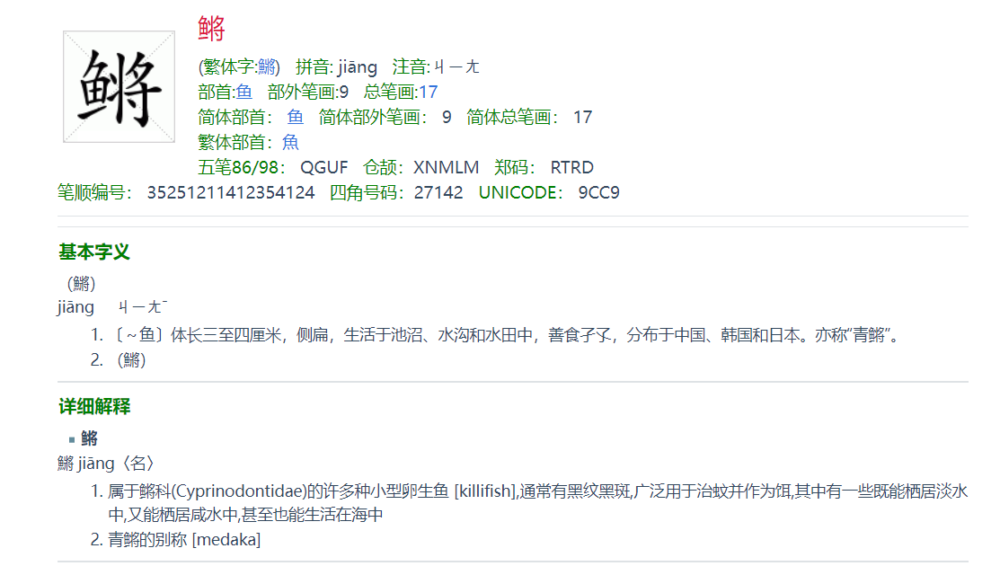 鳉
鳉
(繁体字:鱂) 拼音: jiāng 注音:ㄐㄧㄤ
部首:鱼 部外笔画:9 总笔画:17
简体部首： 鱼 简体部外笔画： 9 简体总笔画： 17
繁体部首：魚
五笔86/98： QGUF 仓颉：XNMLM 郑码： RTRD
笔顺编号： 35251211412354124 四角号码：27142 UNICODE： 9CC9
基本字义
（鱂）
jiāng ㄐㄧㄤˉ
1. 〔～鱼〕体长三至四厘米，侧扁，生活于池沼、水沟和水田中，善食孑孓，分布于中国、韩国和日本。亦称“青鳉”。
2. （鱂）
详细解释
▪ 鳉
鱂 jiāng〈名〉
1. 属于鳉科(Cyprinodontidae)的许多种小型卵生鱼 [killifish],通常有黑纹黑斑,广泛用于治蚊并作为饵,其中有一些既能栖居淡水
中,又能栖居咸水中,甚至也能生活在海中
2. 青鳉的别称 [medaka]